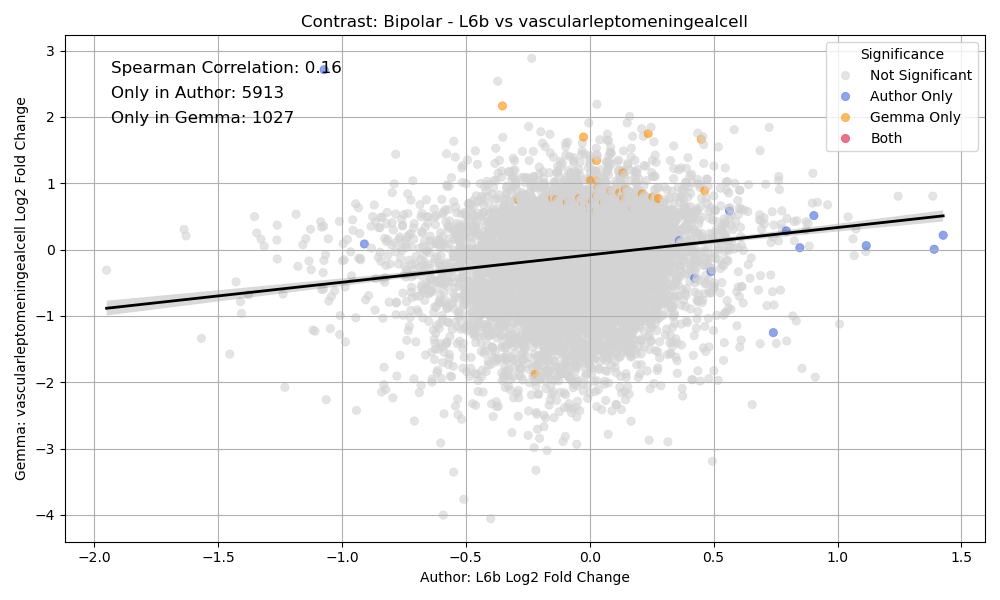 Contrast: Bipolar - L6b vs vascularleptomeningealcell
Spearman Correlation: 0.16
Only in Author: 5913
Only in Gemma: 1027
Significance
Not Significant
Author Only
Gemma Only
Both
Gemma: vascularleptomeningealcell Log2 Fold Change
3
2
1
0
−1
−2
−3
−4
−2.0 −1.5 −1.0 −0.5 0.0 0.5 1.0 1.5
Author: L6b Log2 Fold Change